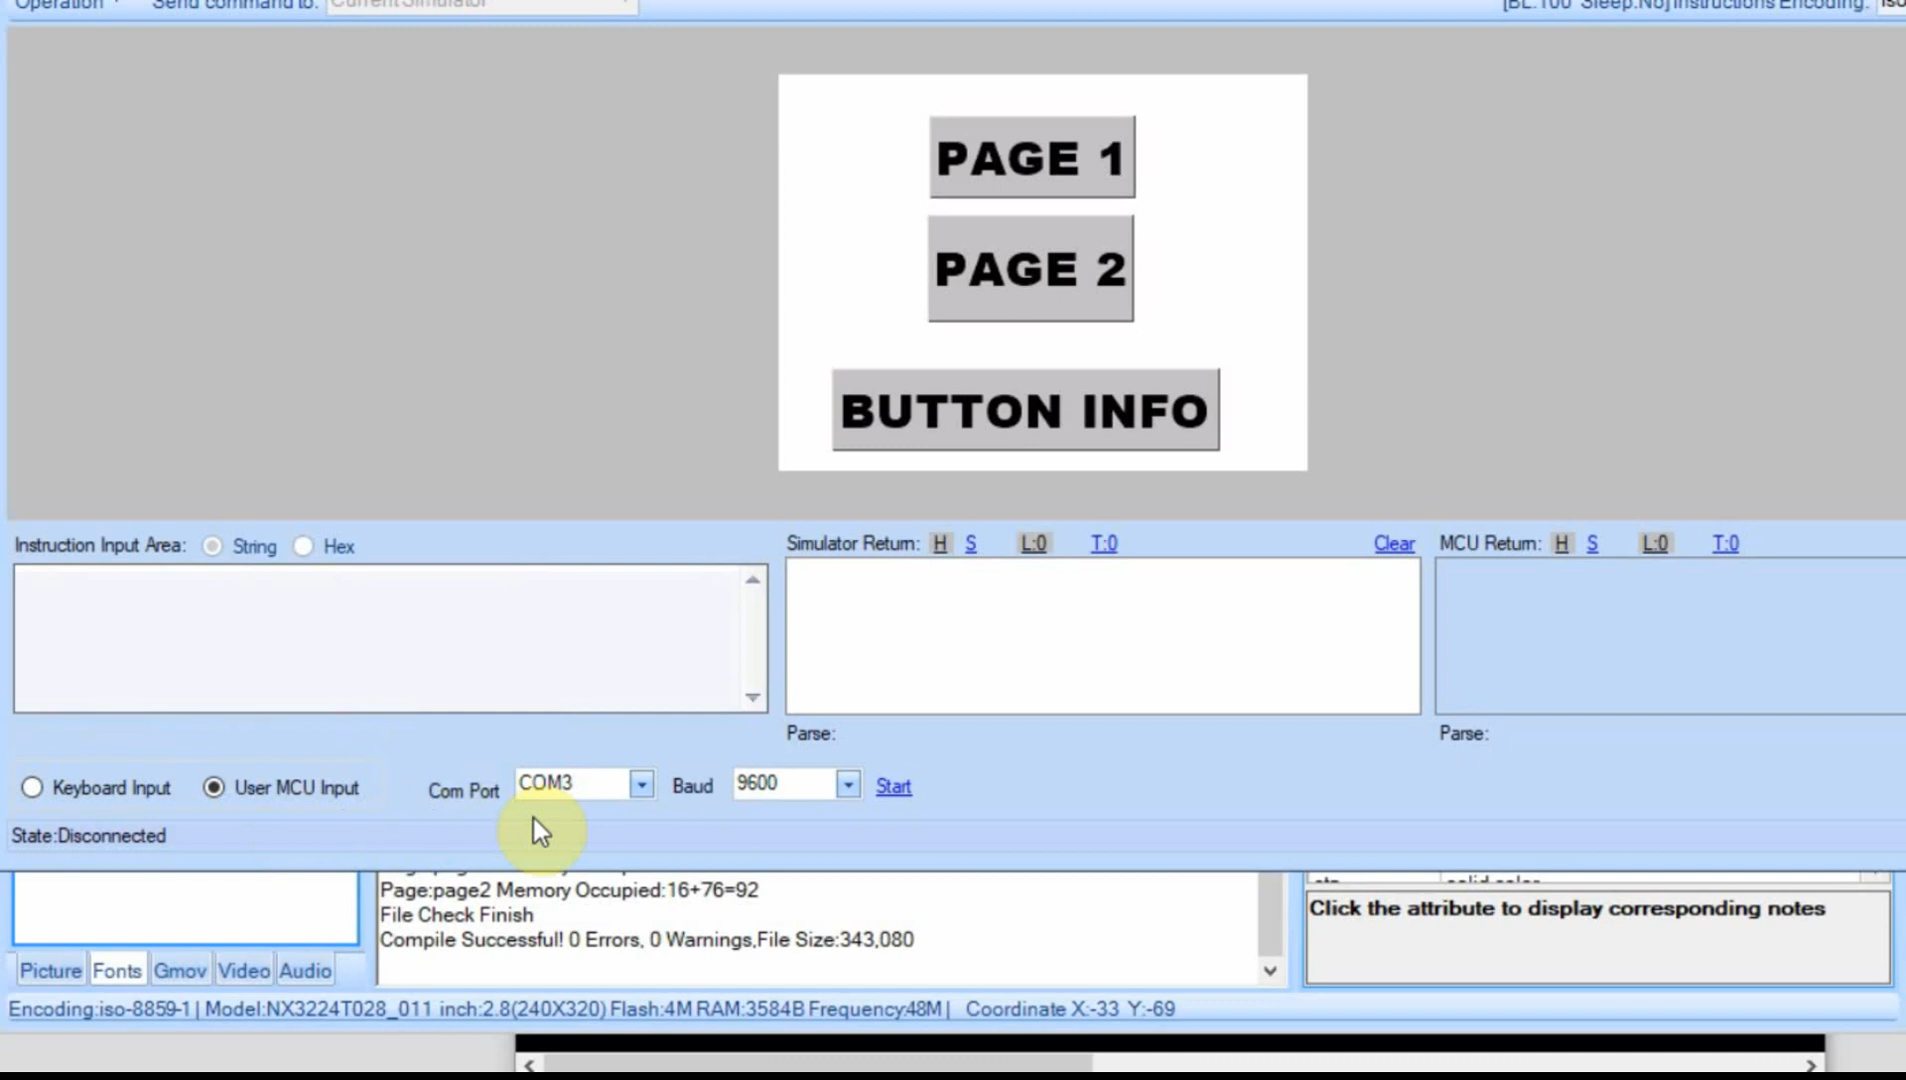 Operation Send command to: Current Simulator [BL:100 Sleep:No] Instructions Encoding: iso
PAGE 1
PAGE 2
BUTTON INFO
Instruction Input Area: String Hex
Simulator Return: H S L:0 T:0 Clear
MCU Return: H S L:0 T:0
Parse:
Parse:
Keyboard Input User MCU Input Com Port COM3 Baud 9600 Start
State:Disconnected
Page:page2 Memory Occupied:16+76=92
File Check Finish
Compile Successful! 0 Errors, 0 Warnings,File Size:343,080
Click the attribute to display corresponding notes
Picture Fonts Gmov Video Audio
Encoding:iso-8859-1| Model:NX3224T028_011 inch:2.8(240X320) Flash:4M RAM:3584B Frequency:48M| Coordinate X:-33 Y:-69